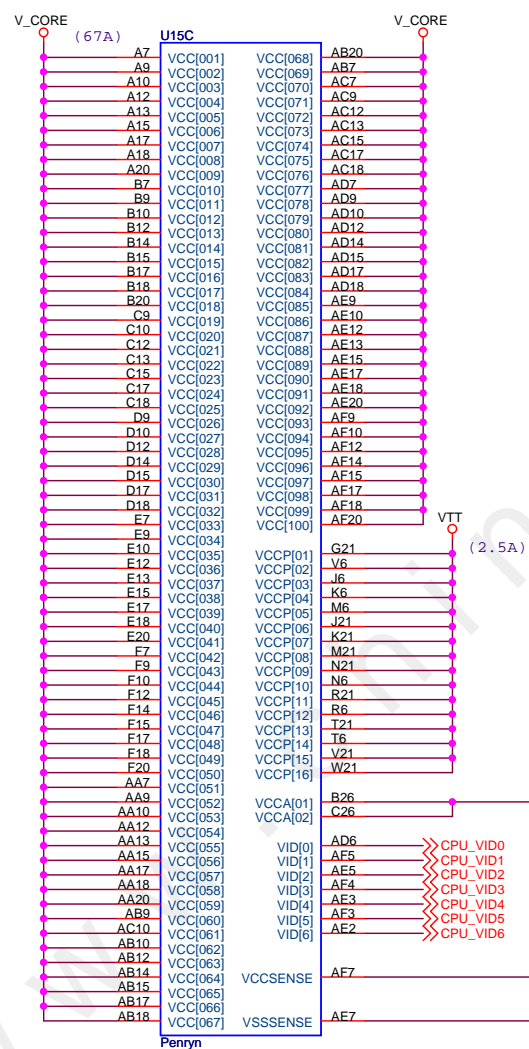 V_CORE V_CORE
(67A) U15C
A7 VCC[001] VCC[068] AB20
A9 VCC[002] VCC[069] AB7
A10 VCC[003] VCC[070] AC7
A12 VCC[004] VCC[071] AC9
A13 VCC[005] VCC[072] AC12
A15 VCC[006] VCC[073] AC13
A17 VCC[007] VCC[074] AC15
A18 VCC[008] VCC[075] AC17
A20 VCC[009] VCC[076] AC18
B7 VCC[010] VCC[077] AD7
B9 VCC[011] VCC[078] AD9
B10 VCC[012] VCC[079] AD10
B12 VCC[013] VCC[080] AD12
B14 VCC[014] VCC[081] AD14
B15 VCC[015] VCC[082] AD15
B17 VCC[016] VCC[083] AD17
B18 VCC[017] VCC[084] AD18
B20 VCC[018] VCC[085] AE9
C9 VCC[019] VCC[086] AE10
C10 VCC[020] VCC[087] AE12
C12 VCC[021] VCC[088] AE13
C13 VCC[022] VCC[089] AE15
C15 VCC[023] VCC[090] AE17
C17 VCC[024] VCC[091] AE18
C18 VCC[025] VCC[092] AE20
D9 VCC[026] VCC[093] AF9
D10 VCC[027] VCC[094] AF10
D12 VCC[028] VCC[095] AF12
D14 VCC[029] VCC[096] AF14
D15 VCC[030] VCC[097] AF15
D17 VCC[031] VCC[098] AF17
D18 VCC[032] VCC[099] AF18
E7 VCC[033] VCC[100] AF20 VTT
E9 VCC[034]
E10 VCC[035] VCCP[01] G21 (2.5A)
E12 VCC[036] VCCP[02] V6
E13 VCC[037] VCCP[03] J6
E15 VCC[038] VCCP[04] K6
E17 VCC[039] VCCP[05] M6
E18 VCC[040] VCCP[06] J21
E20 VCC[041] VCCP[07] K21
F7 VCC[042] VCCP[08] M21
F9 VCC[043] VCCP[09] N21
F10 VCC[044] VCCP[10] N6
F12 VCC[045] VCCP[11] R21
F14 VCC[046] VCCP[12] R6
F15 VCC[047] VCCP[13] T21
F17 VCC[048] VCCP[14] T6
F18 VCC[049] VCCP[15] V21
F20 VCC[050] VCCP[16] W21
AA7 VCC[051]
AA9 VCC[052] VCCA[01] B26
AA10 VCC[053] VCCA[02] C26
AA12 VCC[054]
AA13 VCC[055] VID[0] AD6 CPU_VID0
AA15 VCC[056] VID[1] AF5 CPU_VID1
AA17 VCC[057] VID[2] AE5 CPU_VID2
AA18 VCC[058] VID[3] AF4 CPU_VID3
AA20 VCC[059] VID[4] AE3 CPU_VID4
AB9 VCC[060] VID[5] AF3 CPU_VID5
AC10 VCC[061] VID[6] AE2 CPU_VID6
AB10 VCC[062]
AB12 VCC[063]
AB14 VCC[064] VCCSENSE AF7
AB15 VCC[065]
AB17 VCC[066]
AB18 VCC[067] VSSSENSE AE7
Penryn